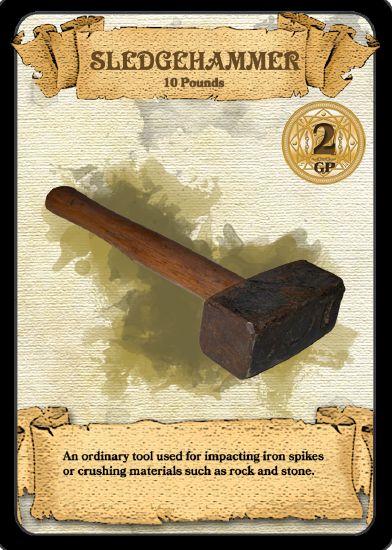 SLEDGEHAMMER
10 Pounds
2
GP
An ordinary tool used for impacting iron spikes
or crushing materials such as rock and stone.